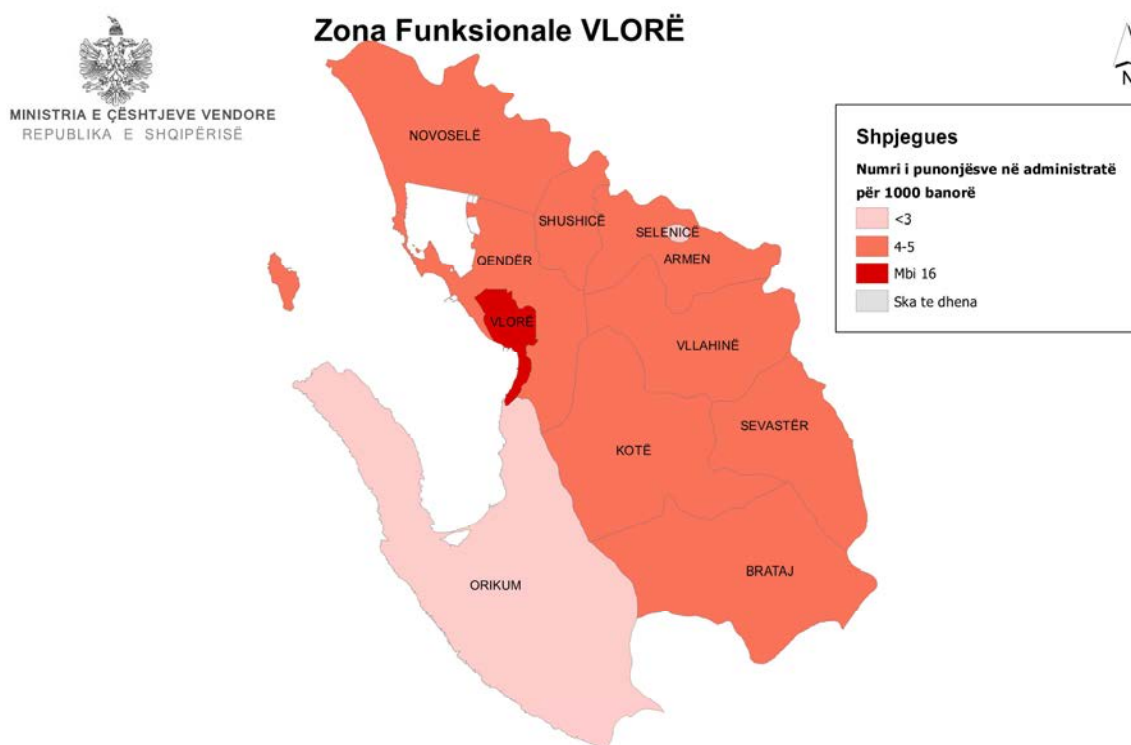 Zona Funksionale VLORË
MINISTRIA E ÇËSHTJEVE VENDORE
REPUBLIKA E SHQIPËRISË
N
Shpjegues
Numri i punonjësve në administratë
për 1000 banorë
<3
4-5
Mbi 16
Ska te dhena
NOVOSELË
SHUSHICË
SELENICË
ARMEN
QENDËR
VLORË
VLLAHINË
SEVASTËR
KOTË
BRATAJ
ORIKUM